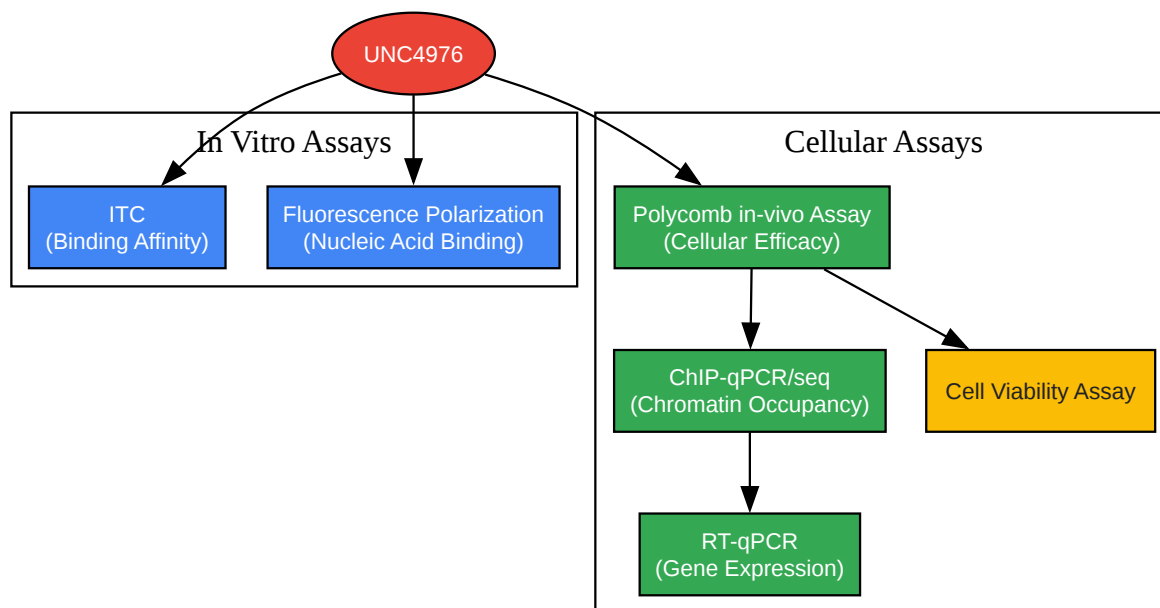 UNC4976
In Vitro Assays
Cellular Assays
ITC
(Binding Affinity)
Fluorescence Polarization
(Nucleic Acid Binding)
Polycomb in-vivo Assay
(Cellular Efficacy)
ChIP-qPCR/seq
(Chromatin Occupancy)
Cell Viability Assay
RT-qPCR
(Gene Expression)